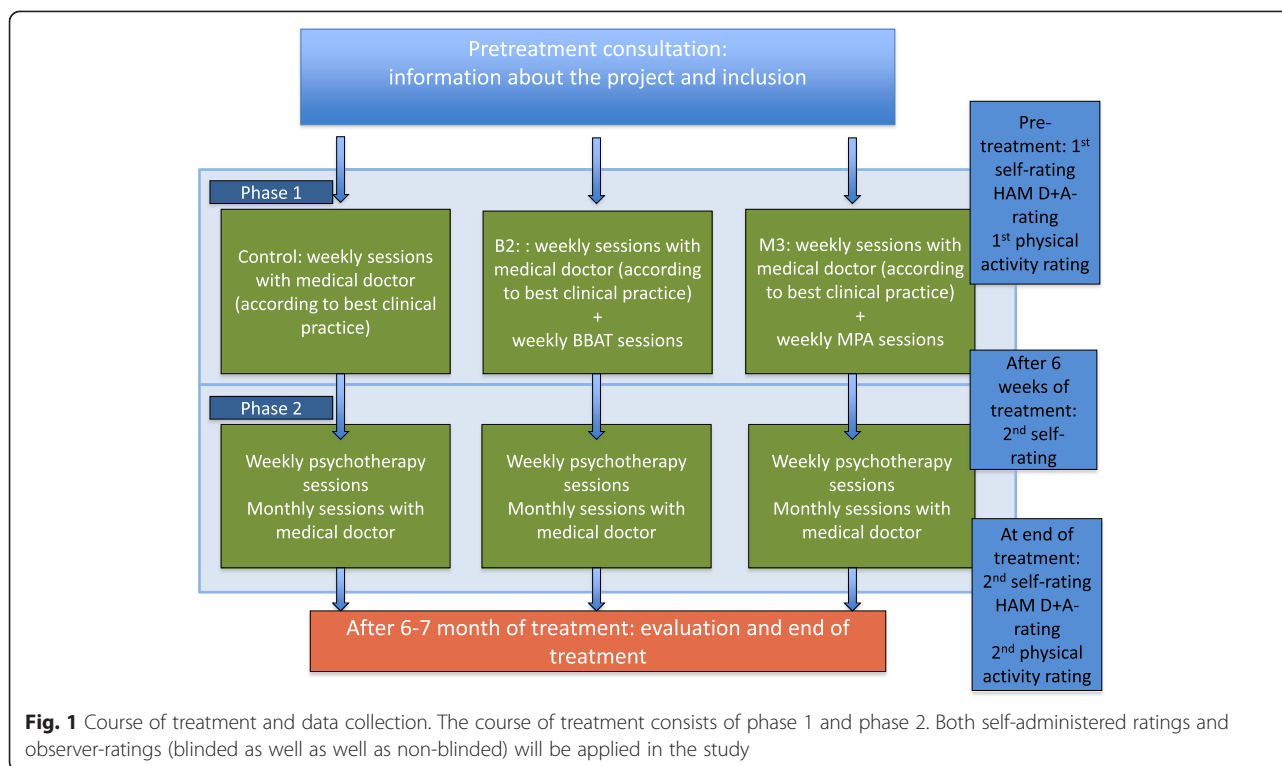 Pretreatment consultation:
information about the project and inclusion
Pre-
treatment: 1st
self-rating
HAM D+A-
rating
1st physical
activity rating
Phase 1
Control: weekly sessions
with medical doctor
(according to best clinical
practice)
B2: : weekly sessions with
medical doctor (according
to best clinical practice)
+
weekly BBAT sessions
M3: weekly sessions with
medical doctor (according
to best clinical practice)
+
weekly MPA sessions
After 6
weeks of
treatment:
2nd self-
rating
Phase 2
Weekly psychotherapy
sessions
Monthly sessions with
medical doctor
Weekly psychotherapy
sessions
Monthly sessions with
medical doctor
Weekly psychotherapy
sessions
Monthly sessions with
medical doctor
At end of
treatment:
2nd self-rating
HAM D+A-
rating
2nd physical
activity rating
After 6-7 month of treatment: evaluation and end of
treatment
Fig. 1 Course of treatment and data collection. The course of treatment consists of phase 1 and phase 2. Both self-administered ratings and
observer-ratings (blinded as well as well as non-blinded) will be applied in the study